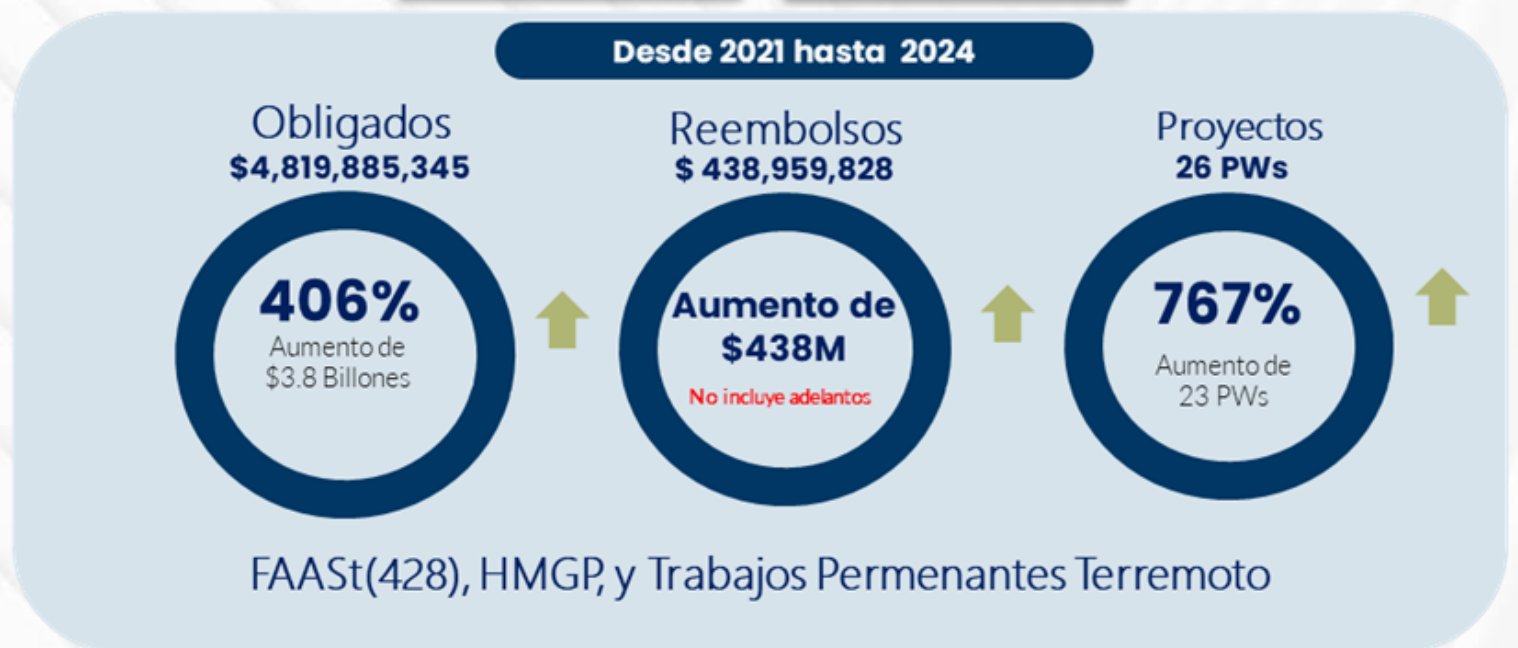 Desde 2021 hasta 2024
Obligados
$4,819,885,345
406%
Aumento de
$3.8 Billones
Reembolsos
$ 438,959,828
Aumento de
$438M
No incluye adelantos
Proyectos
26 PWs
767%
Aumento de
23 PWs
FAASt(428), HMGP, y Trabajos Permenantes Terremoto